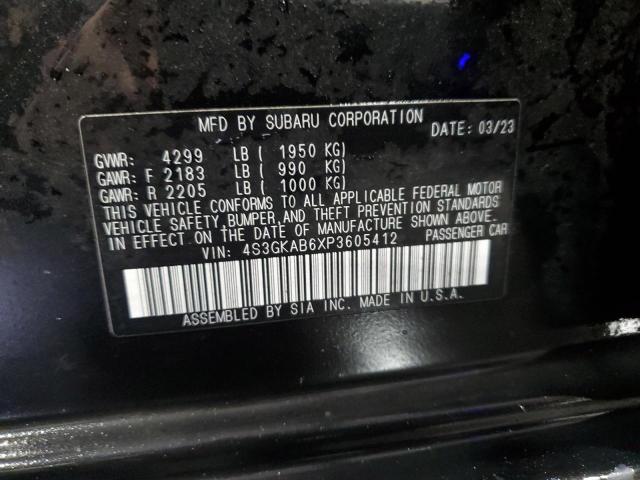 MFD BY SUBARU CORPORATION DATE: 03/23
GVWR: 4299 LB ( 1950 KG)
GAWR: F 2183 LB ( 990 KG)
GAWR: R 2205 LB ( 1000 KG)
THIS VEHICLE CONFORMS TO ALL APPLICABLE FEDERAL MOTOR
VEHICLE SAFETY, BUMPER, AND THEFT PREVENTION STANDARDS
IN EFFECT ON THE DATE OF MANUFACTURE SHOWN ABOVE.
VIN: 4S3GKAB6XP3605412 PASSENGER CAR
ASSEMBLED BY SIA INC. MADE IN U.S.A.